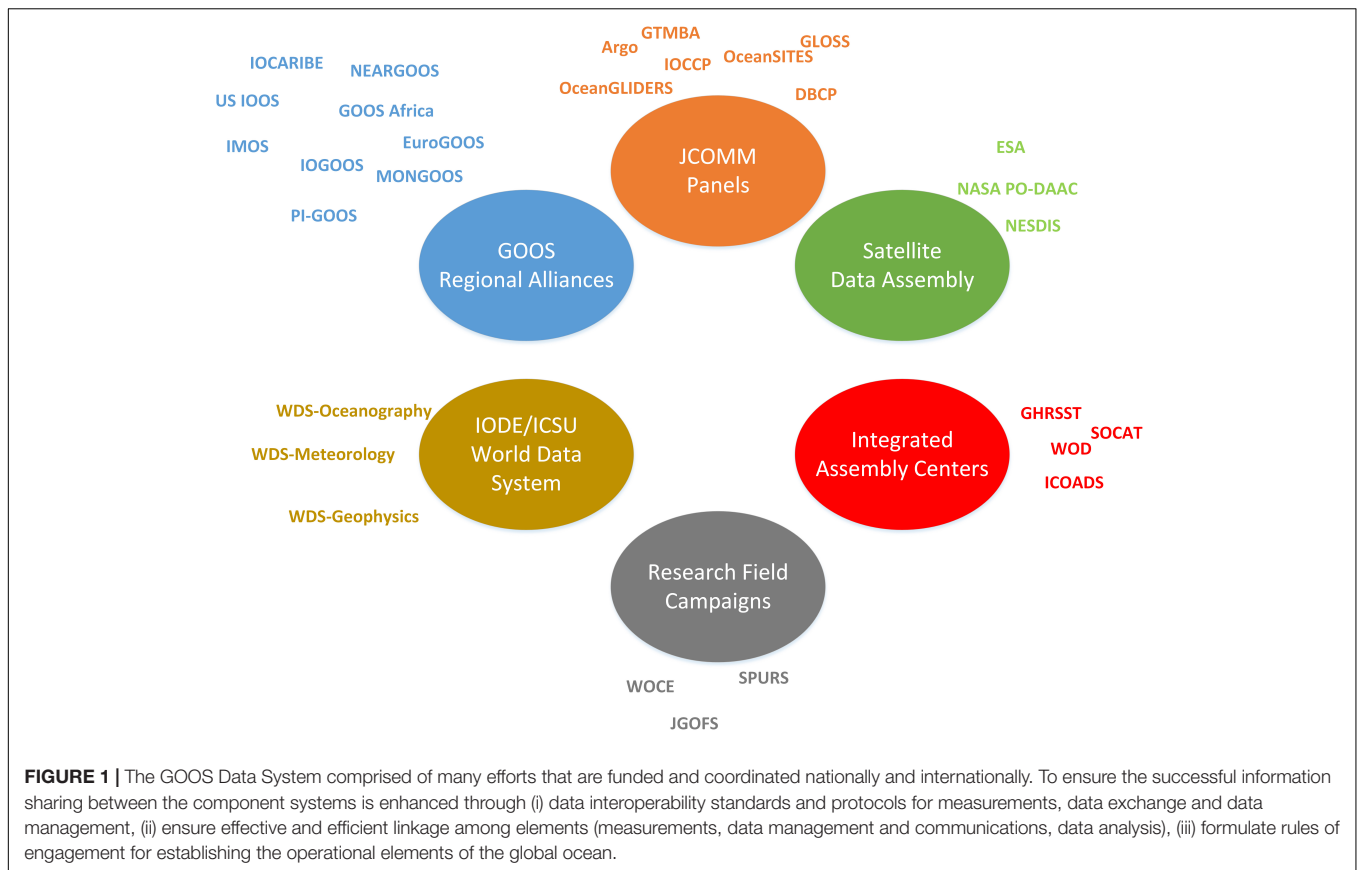 GTMBA
GLOSS
Argo
OceanSITES
IOCARIBE
NEARGOOS
IOCCP
OceanGLIDERS
DBCP
US IOOS
GOOS Africa
IMOS
EuroGOOS
ESA
IOGOOS
MONGOOS
JCOMM
Panels
NASA PO-DAAC
PI-GOOS
NESDIS
GOOS
Regional Alliances
Satellite
Data Assembly
WDS-Oceanography
WDS-Meteorology
WDS-Geophysics
IODE/ICSU
World Data
System
Integrated
Assembly Centers
GHRSST
SOCAT
WOD
ICOADS
Research Field
Campaigns
WOCE
SPURS
JGOFS
FIGURE 1 | The GOOS Data System comprised of many efforts that are funded and coordinated nationally and internationally. To ensure the successful information
sharing between the component systems is enhanced through (i) data interoperability standards and protocols for measurements, data exchange and data
management, (ii) ensure effective and efficient linkage among elements (measurements, data management and communications, data analysis), (iii) formulate rules of
engagement for establishing the operational elements of the global ocean.